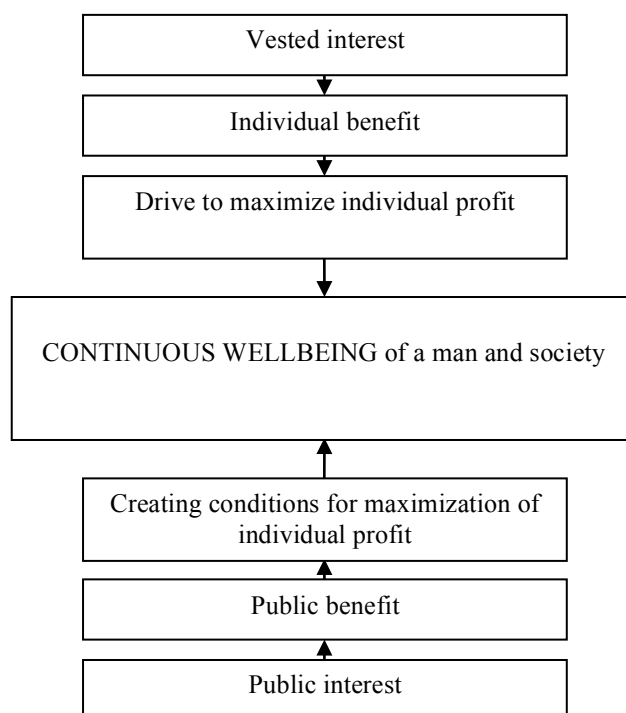 Vested interest
Individual benefit
Drive to maximize individual profit
CONTINUOUS WELLBEING of a man and society
Creating conditions for maximization of
individual profit
Public benefit
Public interest